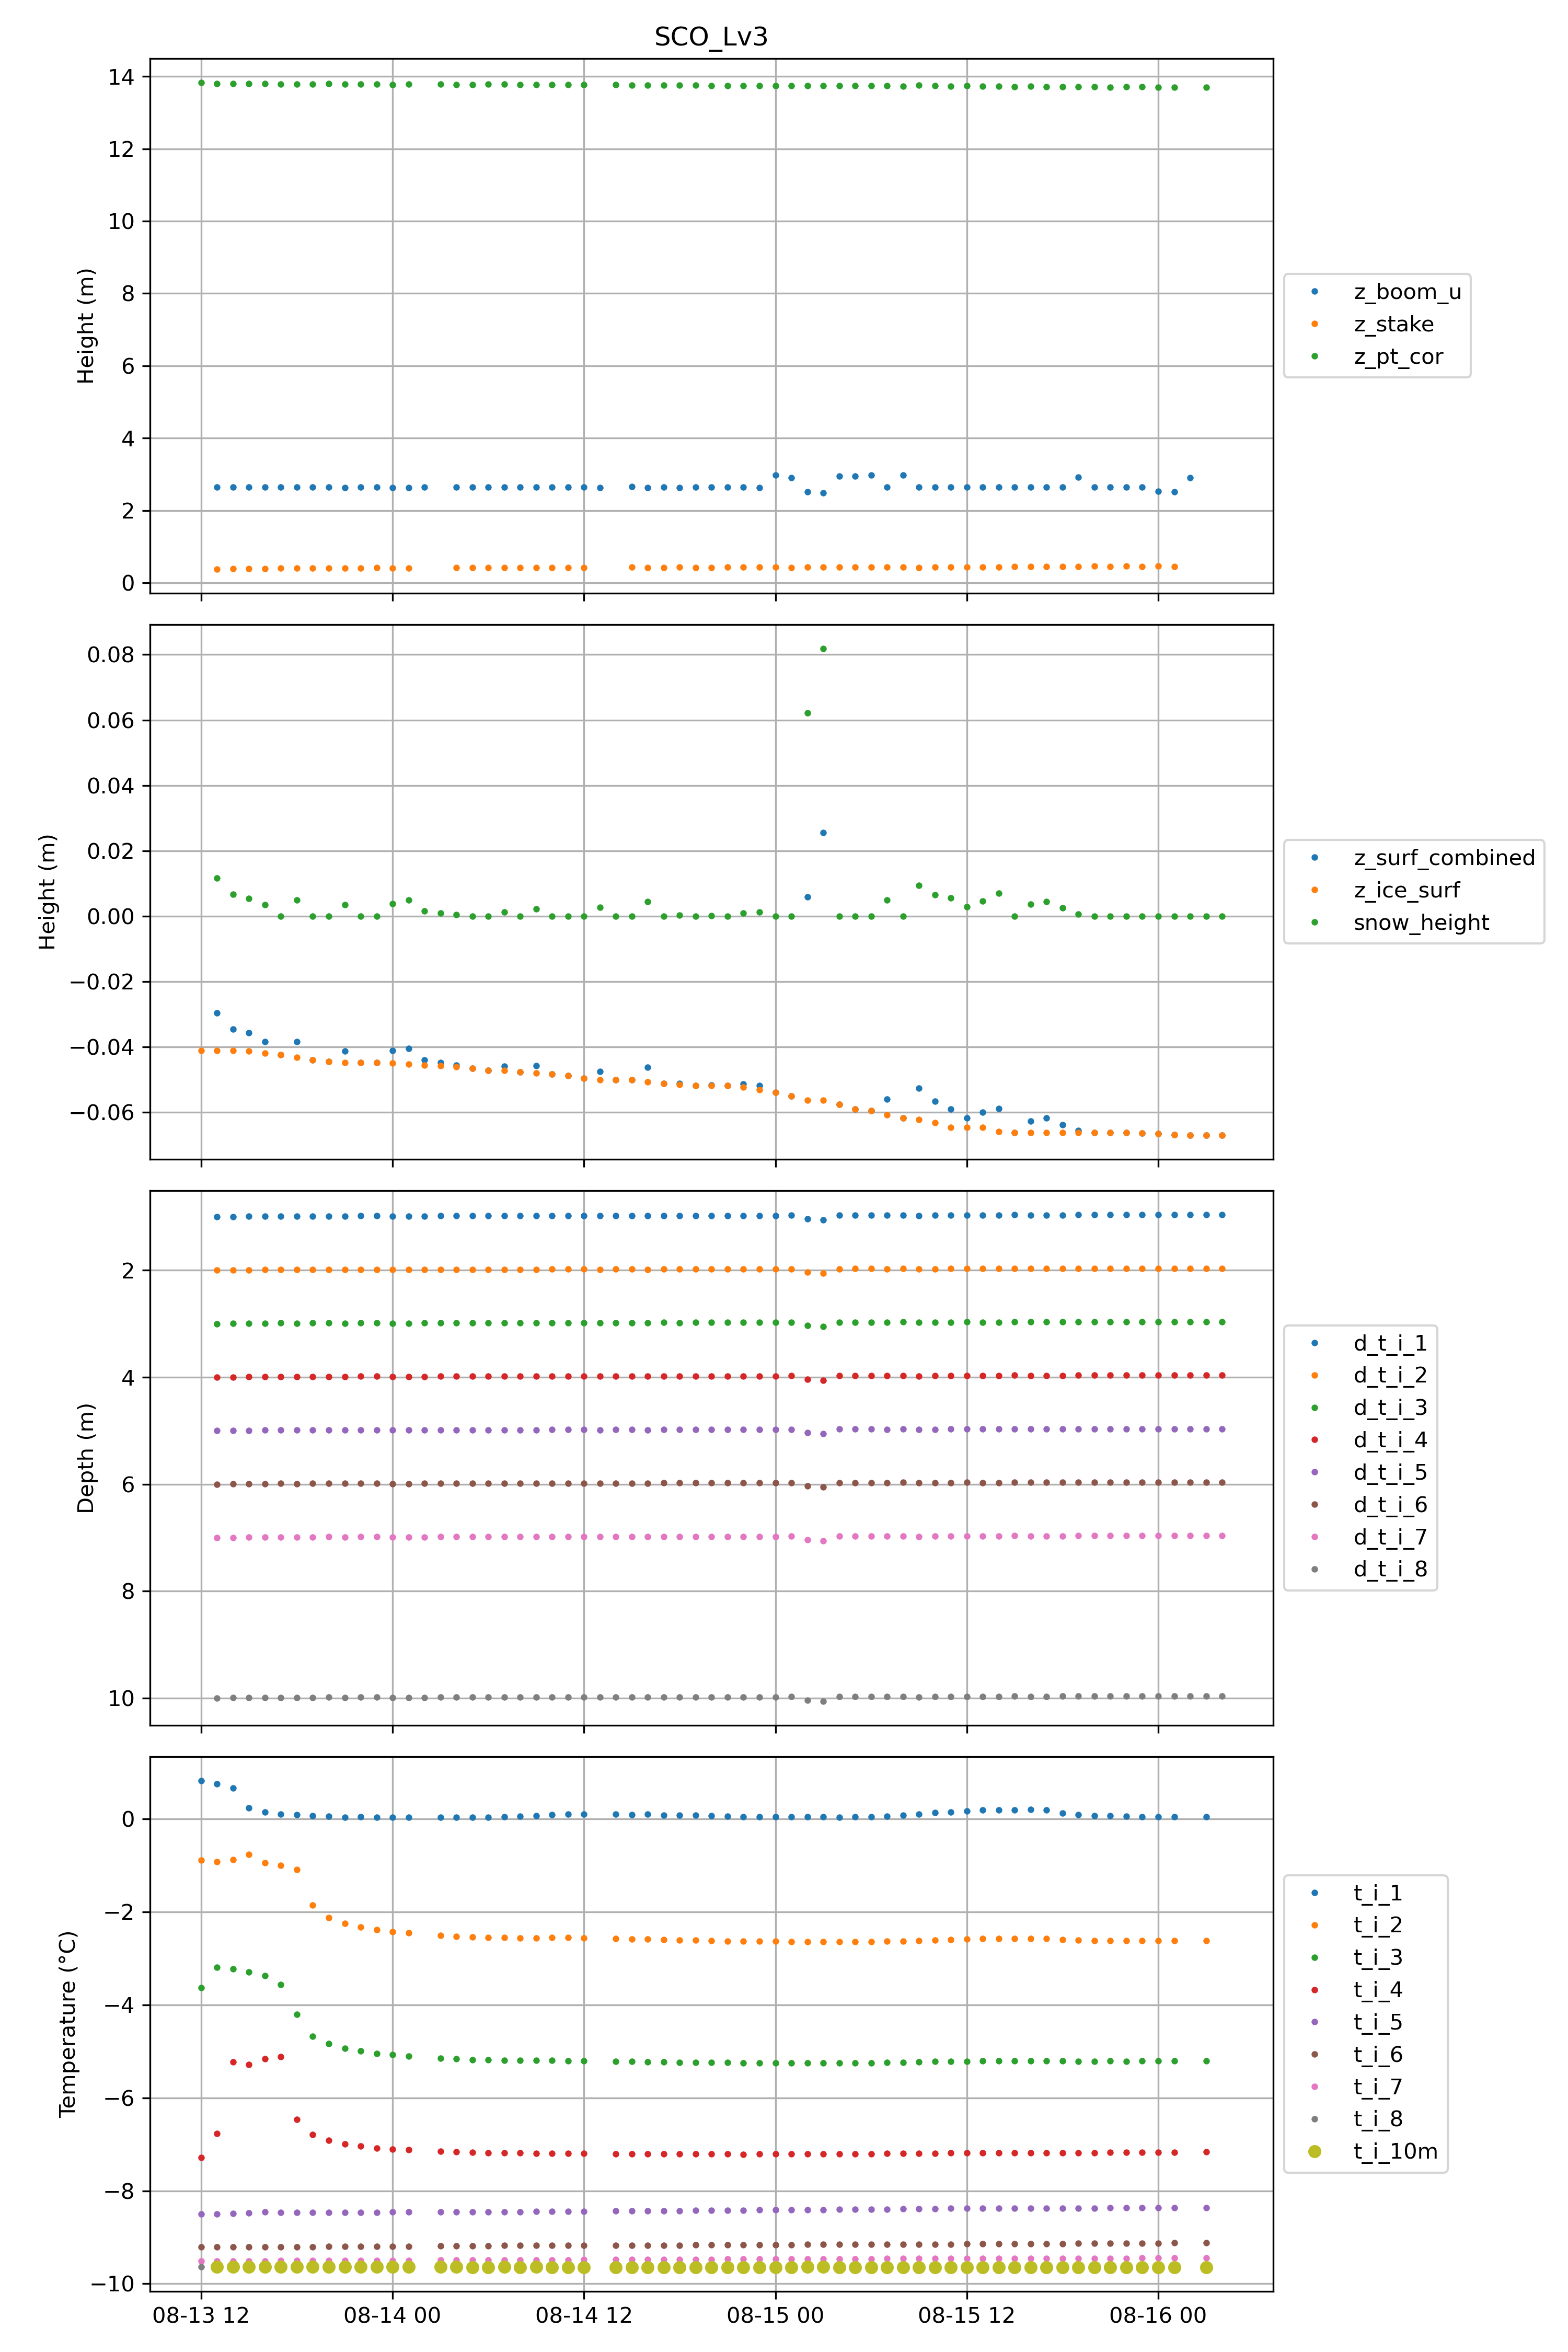 SCO_Lv3
14
12
10
8
6
4
2
0
Height (m)
z_boom_u
z_stake
z_pt_cor
0.08
0.06
0.04
0.02
0.00
−0.02
−0.04
−0.06
Height (m)
z_surf_combined
z_ice_surf
snow_height
2
4
6
8
10
Depth (m)
d_t_i_1
d_t_i_2
d_t_i_3
d_t_i_4
d_t_i_5
d_t_i_6
d_t_i_7
d_t_i_8
0
−2
−4
−6
−8
−10
Temperature (°C)
t_i_1
t_i_2
t_i_3
t_i_4
t_i_5
t_i_6
t_i_7
t_i_8
t_i_10m
08-13 12 08-14 00 08-14 12 08-15 00 08-15 12 08-16 00